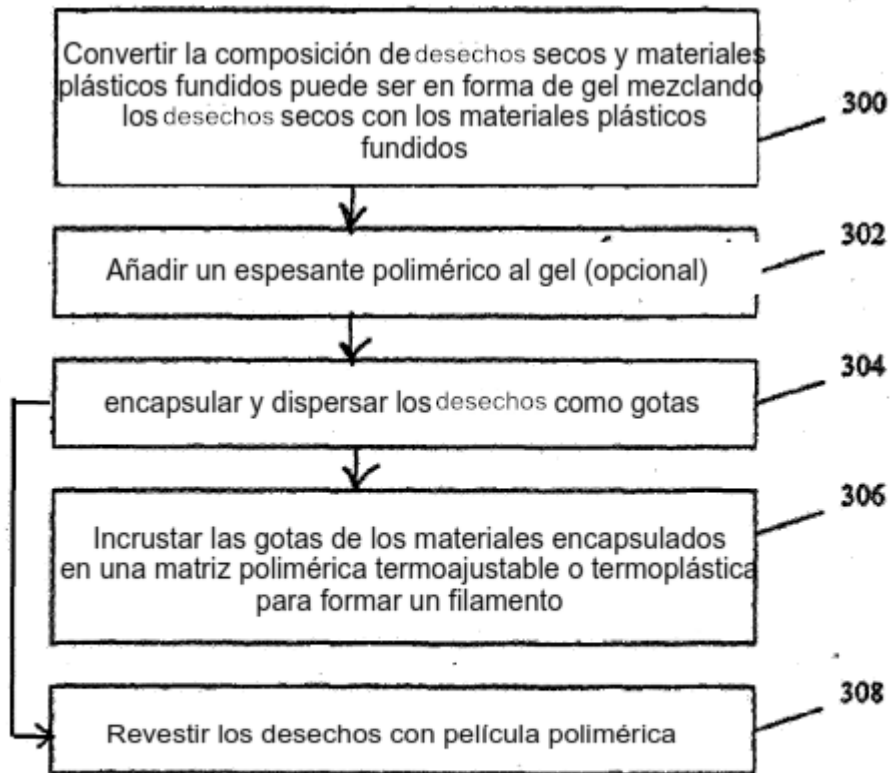 Convertir la composición de desechos secos y materiales
plásticos fundidos puede ser en forma de gel mezclando
los desechos secos con los materiales plásticos
fundidos
300
Añadir un espesante polimérico al gel (opcional)
302
encapsular y dispersar los desechos como gotas
304
Incrustar las gotas de los materiales encapsulados
en una matriz polimérica termoajustable o termoplástica
para formar un filamento
306
Revestir los desechos con película polimérica
308